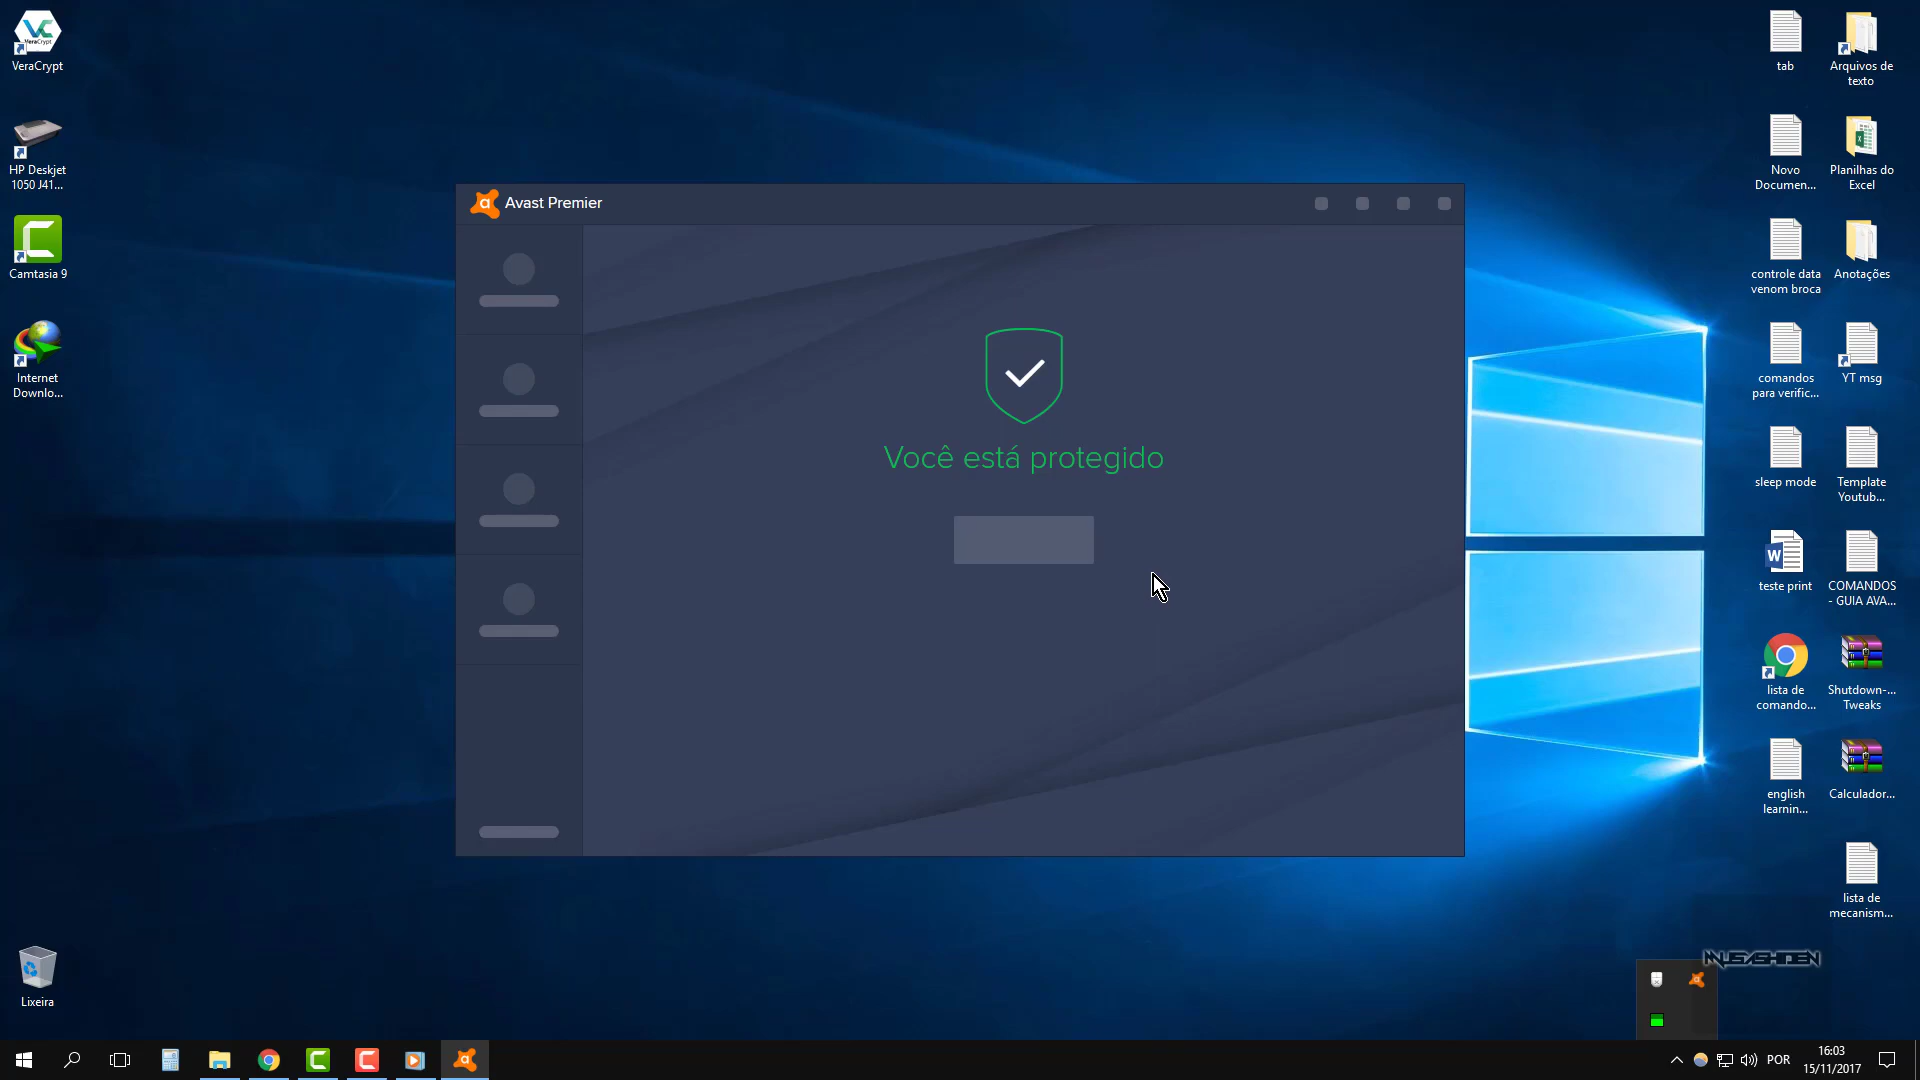 VeraCrypt
VeraCrypt
HP Deskjet
1050 J41...
Camtasia 9
Internet
Downlo...
Lixeira
a Avast Premier
Você está protegido
tab
Arquivos de
texto
Novo
Documen...
Planilhas do
Excel
controle data
venom broca
Anotações
comandos
para verific...
YT msg
sleep mode
Template
Youtub...
teste print
COMANDOS
- GUIA AVA...
lista de
comando...
Shutdown-...
Tweaks
english
learnin...
Calculador...
lista de
mecanism...
MUSASHIDEN
POR
16:03
15/11/2017